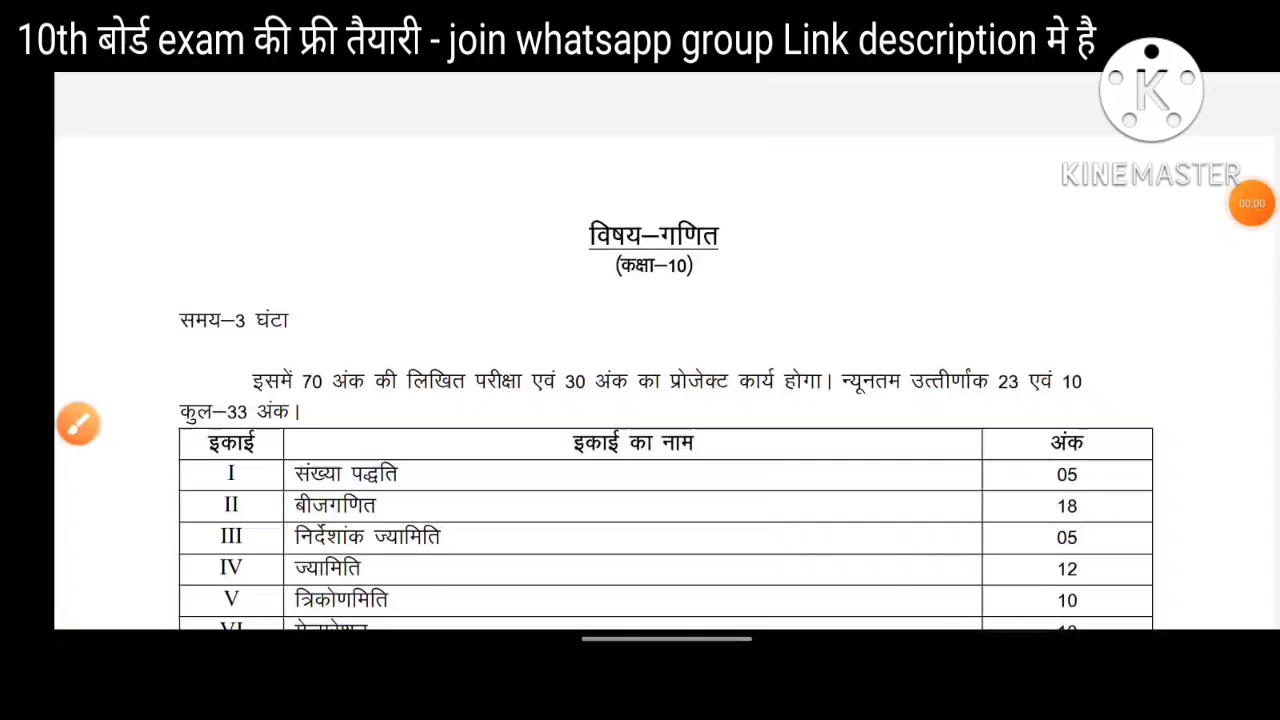 10th बोर्ड exam की फ्री तैयारी - join whatsapp group Link description मे है
K
KINEMASTER
00:00
विषय–गणित
(कक्षा–10)
समय–3 घंटा
इसमें 70 अंक की लिखित परीक्षा एवं 30 अंक का प्रोजेक्ट कार्य होगा। न्यूनतम उत्तीर्णांक 23 एवं 10
कुल–33 अंक।
इकाई इकाई का नाम अंक
I संख्या पद्धति 05
II बीजगणित 18
III निर्देशांक ज्यामिति 05
IV ज्यामिति 12
V त्रिकोणमिति 10
VI